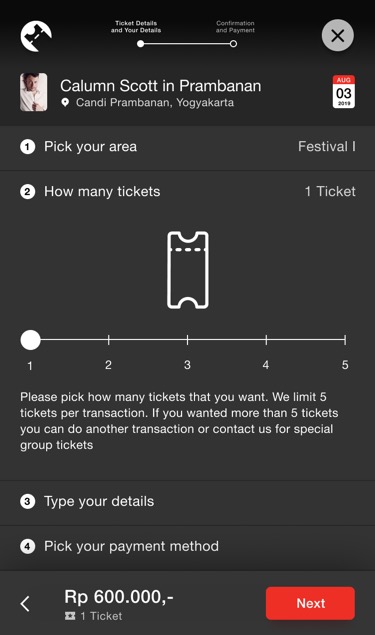 Ticket Details
and Your Details
Confirmation
and Payment
Calumn Scott in Prambanan
Candi Prambanan, Yogyakarta
AUG
03
2019
1 Pick your area
Festival I
2 How many tickets
1 Ticket
1 2 3 4 5
Please pick how many tickets that you want. We limit 5
tickets per transaction. If you wanted more than 5 tickets
you can do another transaction or contact us for special
group tickets
3 Type your details
4 Pick your payment method
Rp 600.000,-
1 Ticket
Next